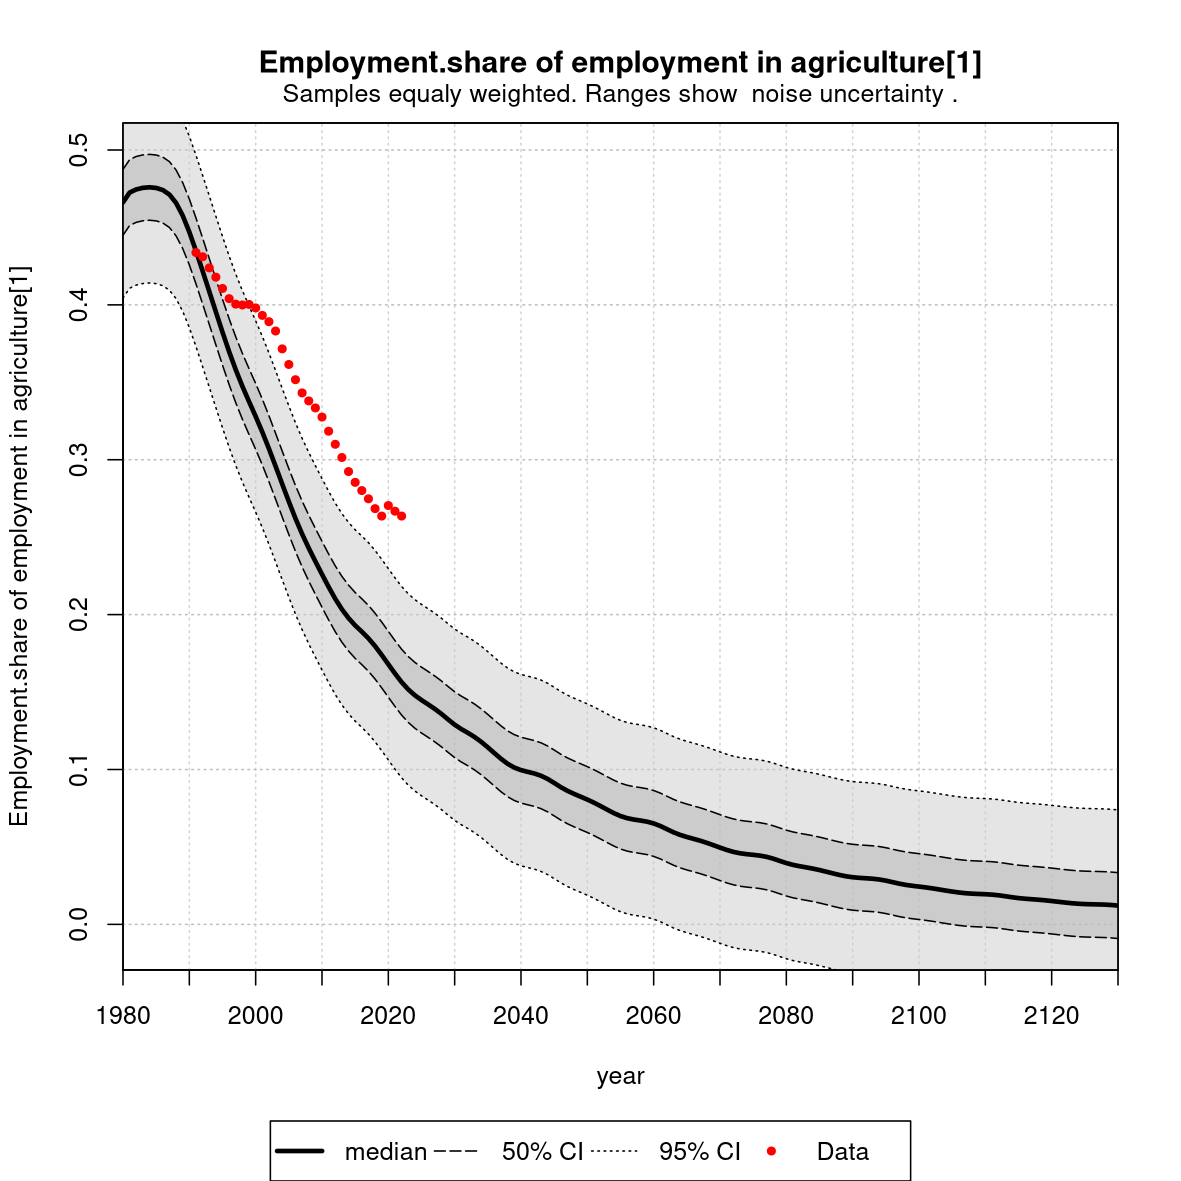 Employment.share of employment in agriculture[1]
Samples equaly weighted. Ranges show  noise uncertainty .
Employment.share of employment in agriculture[1]
0.5
0.4
0.3
0.2
0.1
0.0
1980 2000 2020 2040 2060 2080 2100 2120
year
median 50% CI 95% CI Data